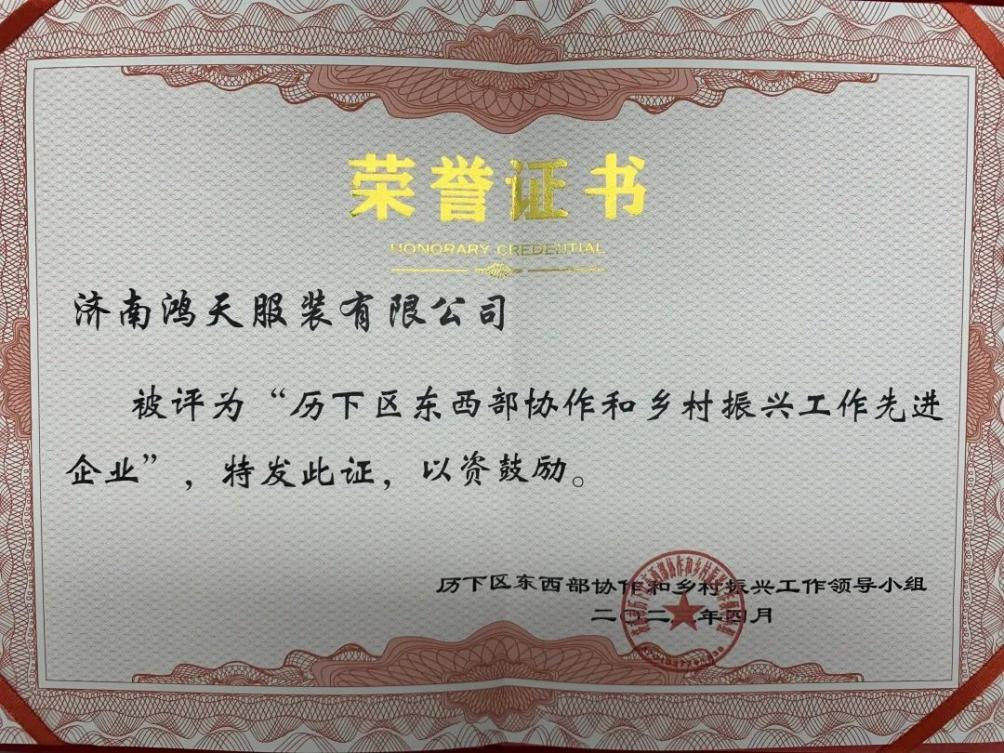 荣誉证书
HONORARY CREDENTIAL
济南鸿天服装有限公司
被评为“历下区东西部协作和乡村振兴工作先进
企业”，特发此证，以资鼓励。
历下区东西部协作和乡村振兴工作领导小组
二〇二 年四月